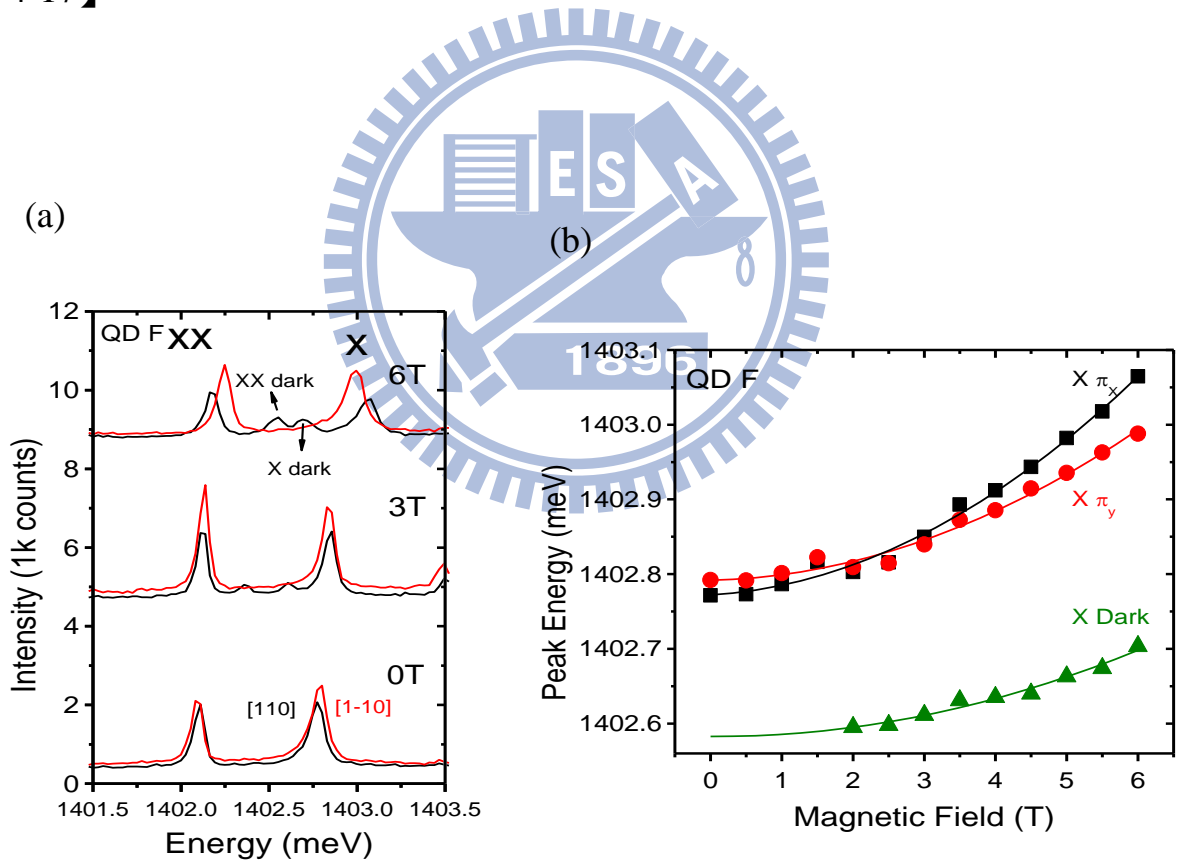 4-17】
E S A
1896
(a)
(b)
QD F
XX
X
6T
XX dark
X dark
3T
0T
[110]
[1-10]
12
10
8
6
4
2
0
1401.5 1402.0 1402.5 1403.0 1403.5
Intensity (1k counts)
Energy (meV)
QD F
X πx
X πy
X Dark
1403.1
1403.0
1402.9
1402.8
1402.7
1402.6
0 1 2 3 4 5 6
Peak Energy (meV)
Magnetic Field (T)